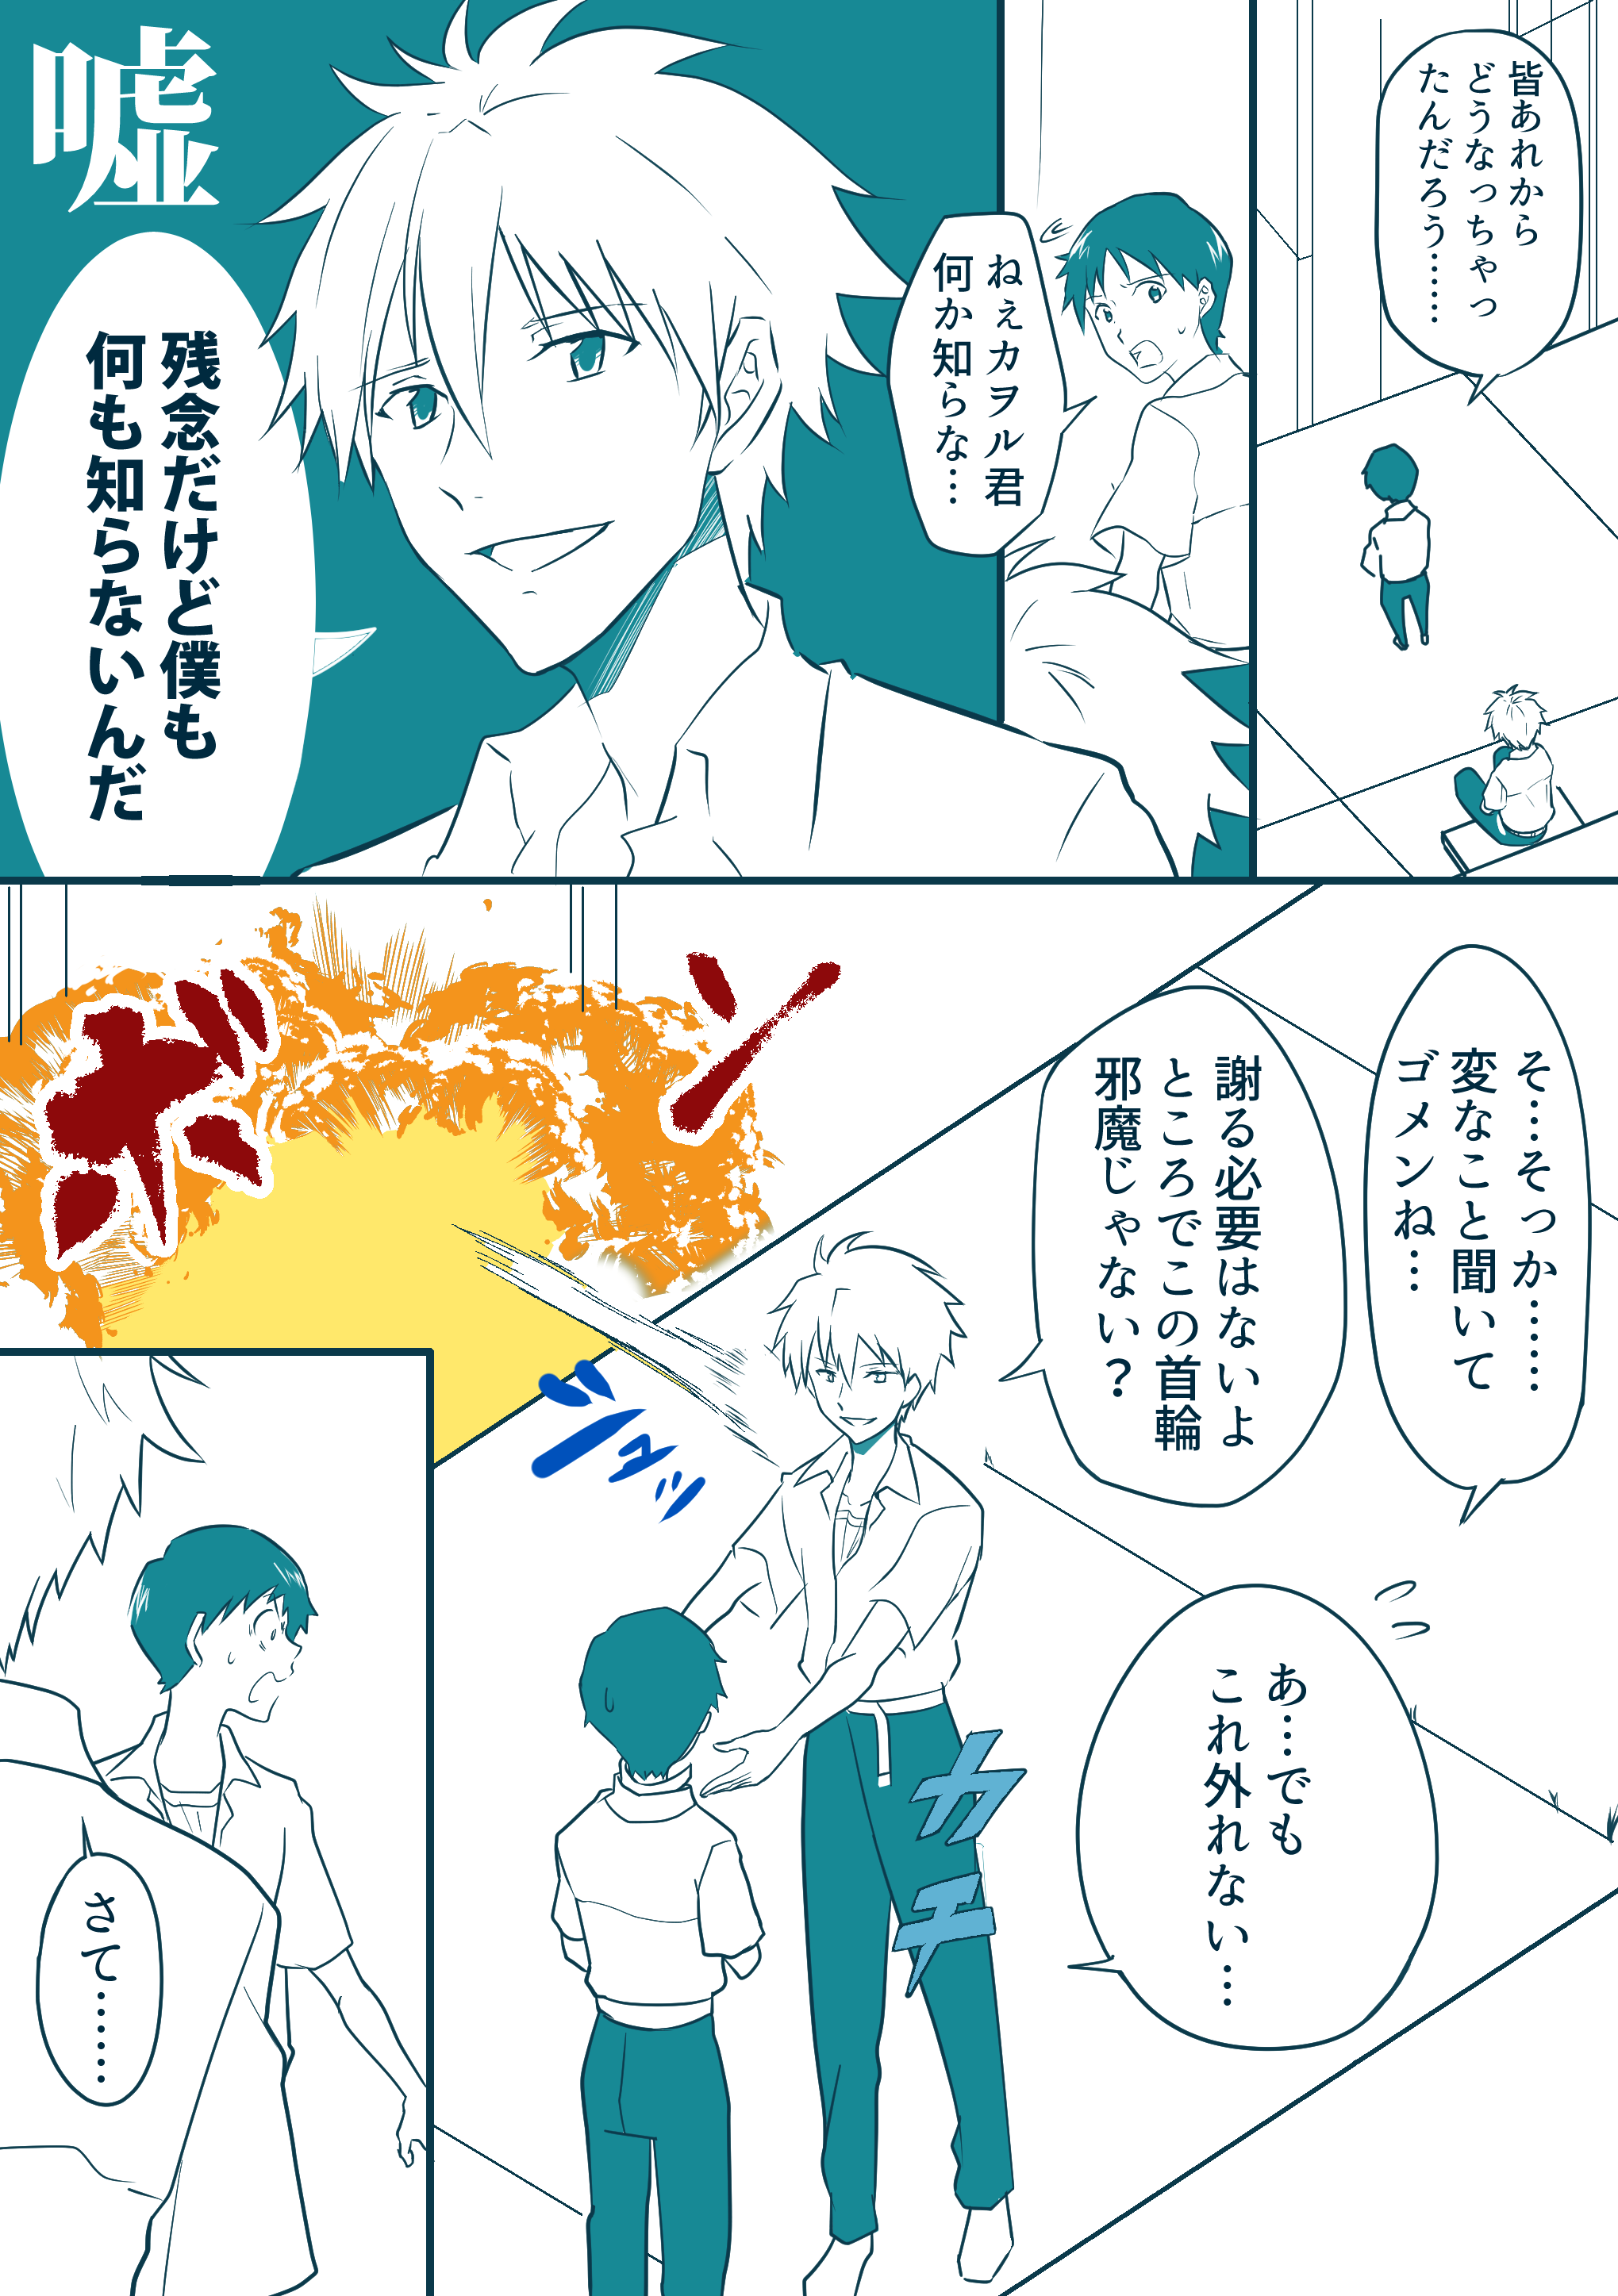 皆あれから
どうなっちゃっ
たんだろう……
ねぇカヲル君
何か知らな…
嘘
残念だけど僕も
何も知らないんだ
そ…そっか……
変なこと聞いて
ゴメンね…
謝る必要はないよ
ところでこの首輪
邪魔じゃない？
あ…でも
これ外れない…
カチ
ジュッ
ボン
さて………